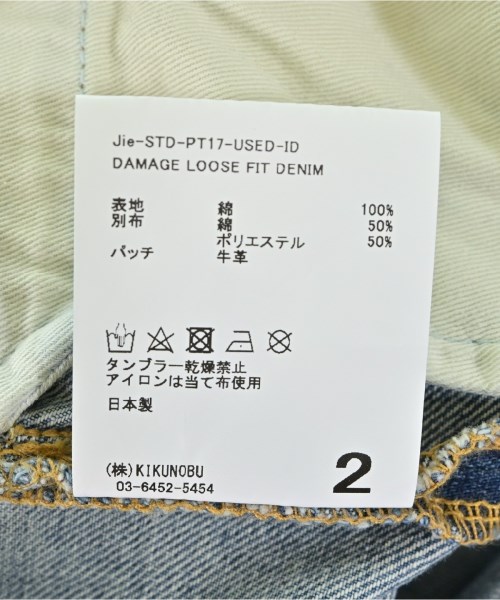 Jie-STD-PT17-USED-ID
DAMAGE LOOSE FIT DENIM
表地 綿 100%
別布 綿 50%
ポリエステル 50%
パッチ 牛革
タンブラー乾燥禁止
アイロンは当て布使用
日本製
(株)KIKUNOBU
03-6452-5454
2